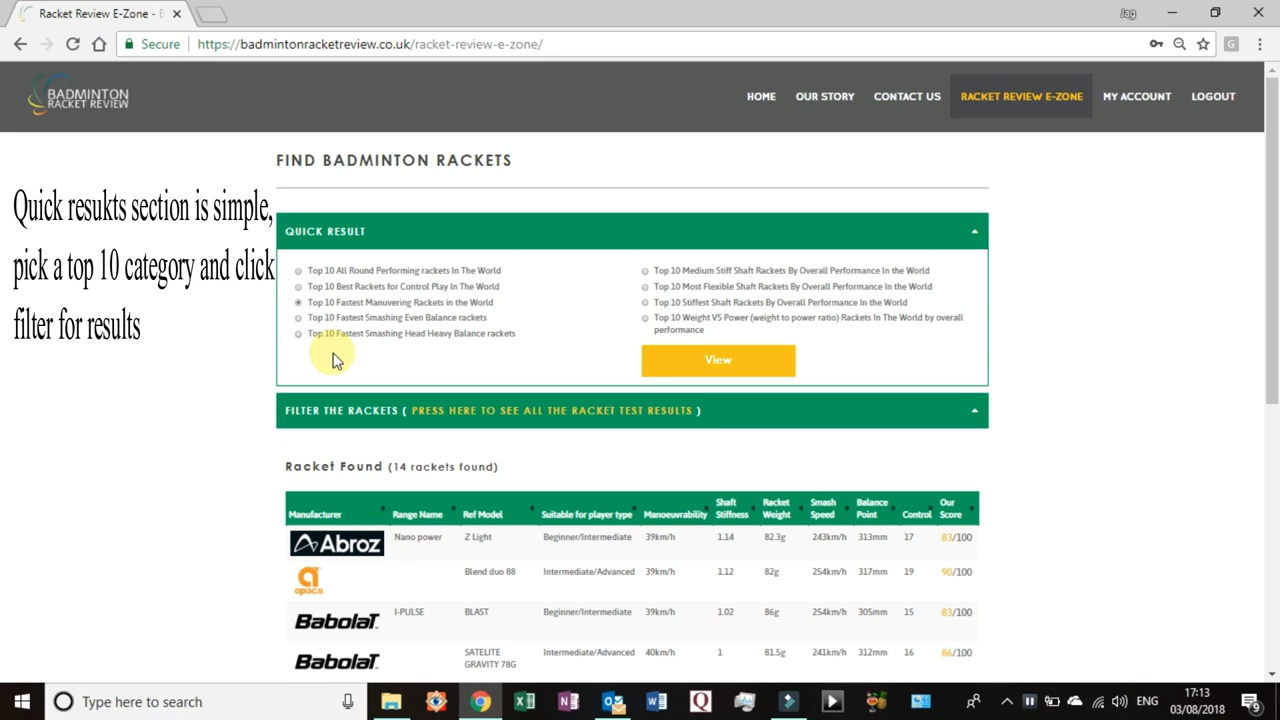 Racket Review E-Zone - B
Jag
Secure
https://badmintonracketreview.co.uk/racket-review-e-zone/
BADMINTON
RACKET REVIEW
HOME OUR STORY CONTACT US RACKET REVIEW E-ZONE MY ACCOUNT LOGOUT
FIND BADMINTON RACKETS
Quick resukts section is simple,
pick a top 10 category and click
filter for results
QUICK RESULT
Top 10 All Round Performing rackets In The World
Top 10 Best Rackets for Control Play In The World
Top 10 Fastest Manuvering Rackets in the World
Top 10 Fastest Smashing Even Balance rackets
Top 10 Fastest Smashing Head Heavy Balance rackets
Top 10 Medium Stiff Shaft Rackets By Overall Performance In the World
Top 10 Most Flexible Shaft Rackets By Overall Performance In the World
Top 10 Stiffest Shaft Rackets By Overall Performance In the World
Top 10 Weight VS Power (weight to power ratio) Rackets In The World by overall
performance
View
FILTER THE RACKETS ( PRESS HERE TO SEE ALL THE RACKET TEST RESULTS )
Racket Found (14 rackets found)
Manufacturer Range Name Ref Model Suitable for player type Manoeuvrability Shaft Stiffness Racket Weight Smash Speed Balance Point Control Our Score
Abroz Nano power Z Light Beginner/Intermediate 39km/h 1.14 82.3g 243km/h 313mm 17 83/100
apacs Blend duo 88 Intermediate/Advanced 39km/h 1.12 82g 254km/h 317mm 19 90/100
BabolaT I-PULSE BLAST Beginner/Intermediate 39km/h 1.02 86g 254km/h 305mm 15 83/100
BabolaT SATELITE GRAVITY 78G Intermediate/Advanced 40km/h 1 81.5g 241km/h 312mm 16 86/100
Type here to search
ENG
17:13
03/08/2018